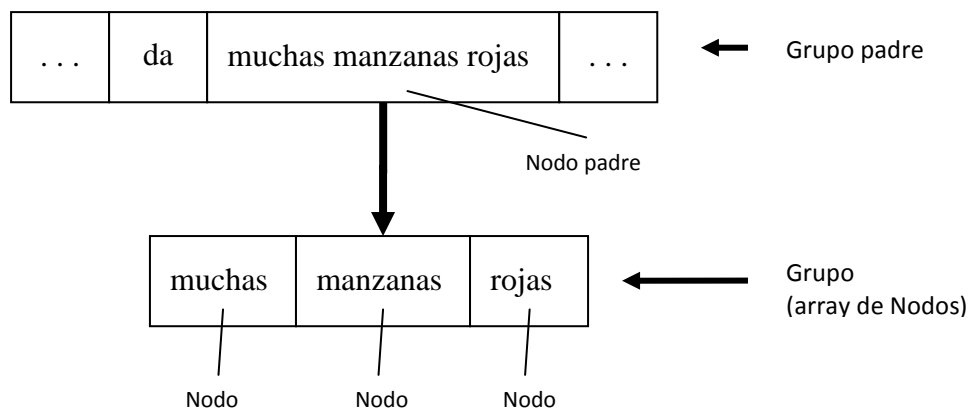 . . . da muchas manzanas rojas . . .
Grupo padre
Nodo padre
muchas manzanas rojas
Grupo
(array de Nodos)
Nodo Nodo Nodo